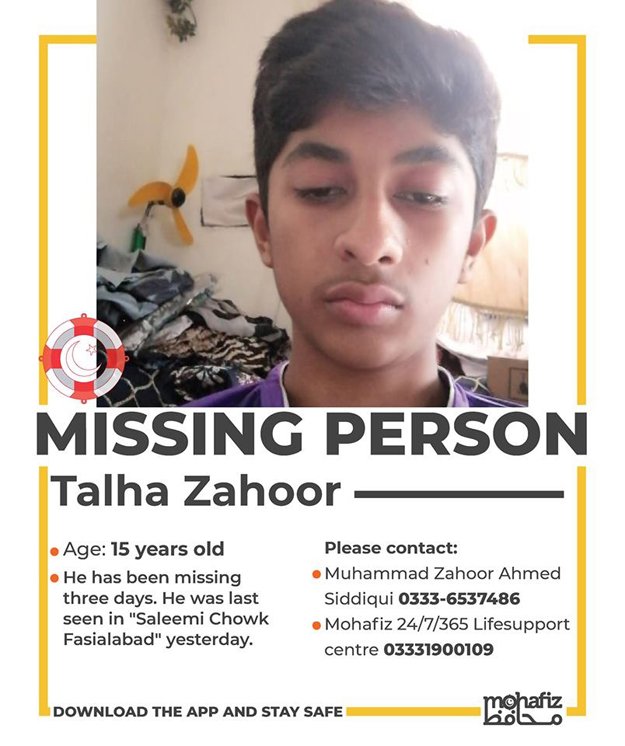 MISSING PERSON
Talha Zahoor
Age: 15 years old
He has been missing
three days. He was last
seen in "Saleemi Chowk
Fasialabad" yesterday.
Please contact:
Muhammad Zahoor Ahmed
Siddiqui 0333-6537486
Mohafiz 24/7/365 Lifesupport
centre 03331900109
DOWNLOAD THE APP AND STAY SAFE
mohafiz
محافظ